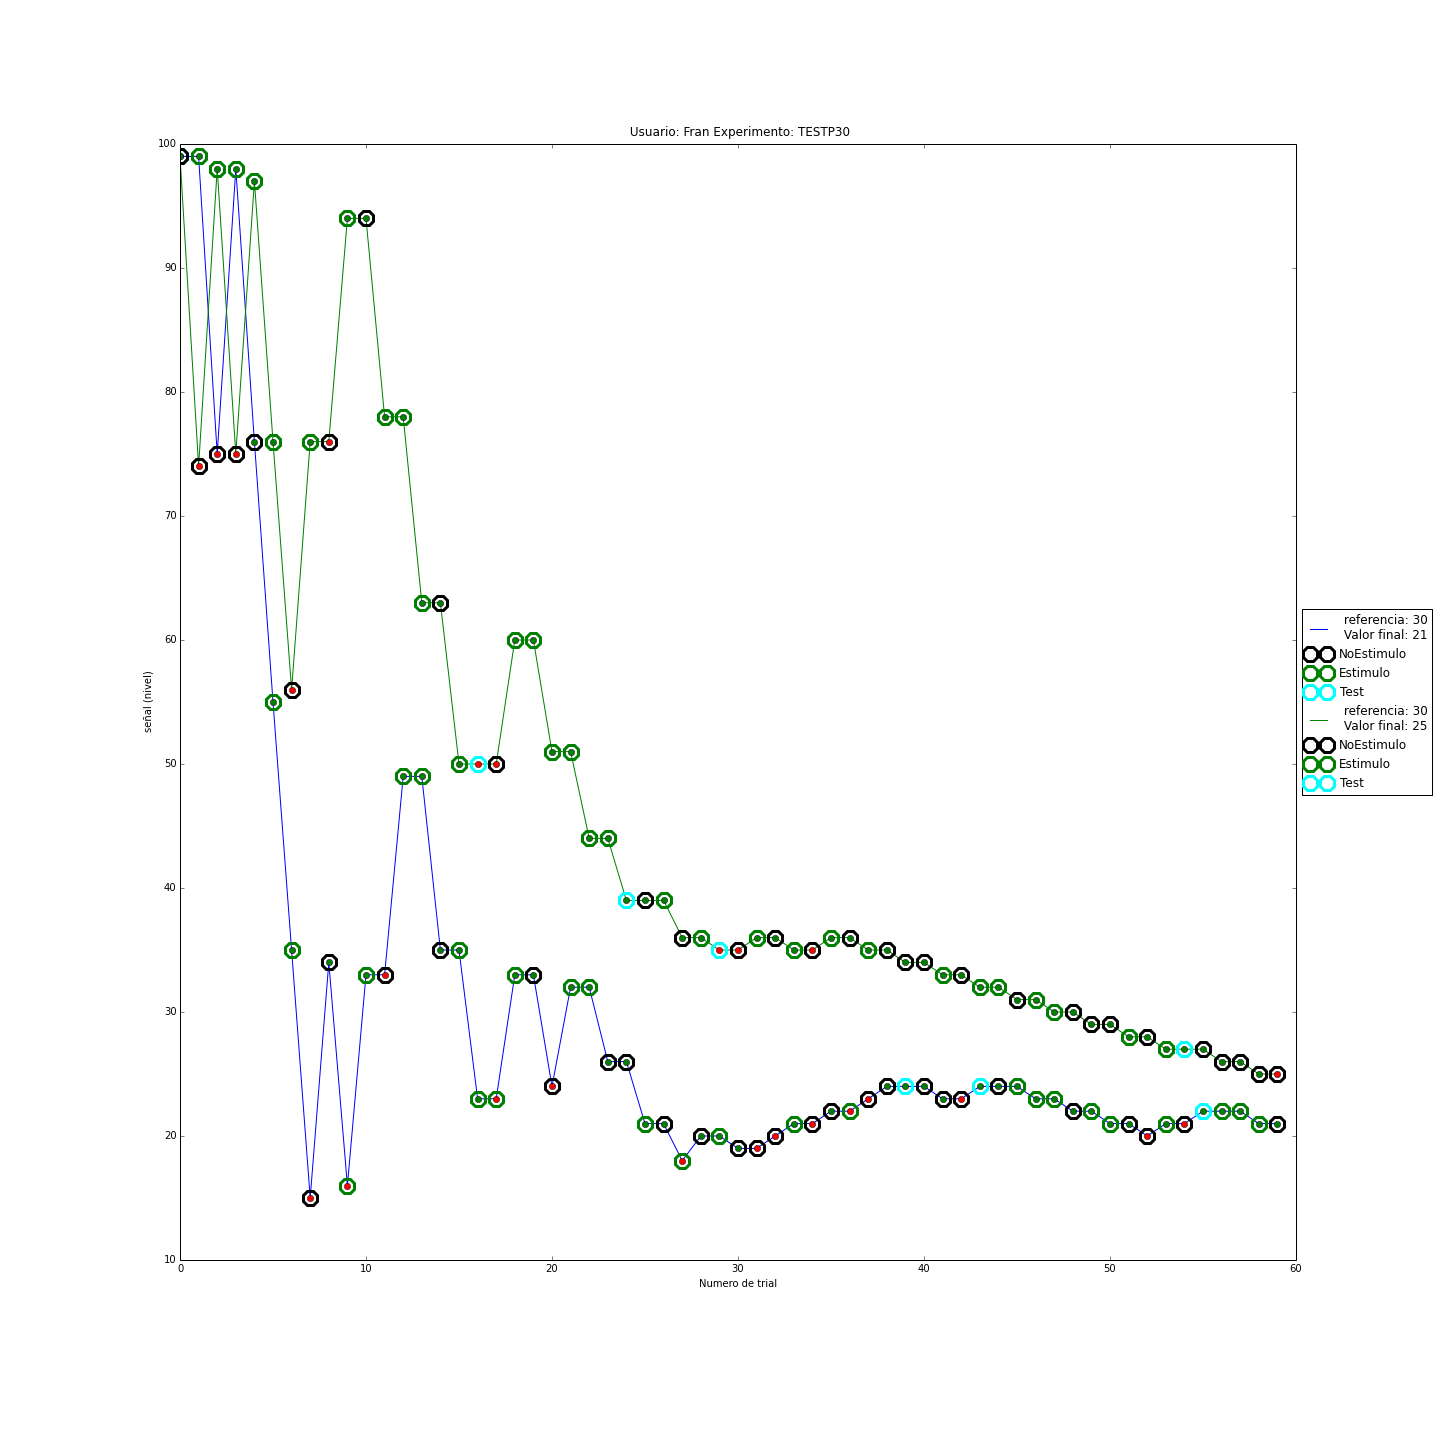 Usuario: Fran Experimento: TESTP30
100
90
80
70
60
50
40
30
20
10
señal (nivel)
0
10
20
30
40
50
60
Numero de trial
referencia: 30
Valor final: 21
NoEstimulo
Estimulo
Test
referencia: 30
Valor final: 25
NoEstimulo
Estimulo
Test